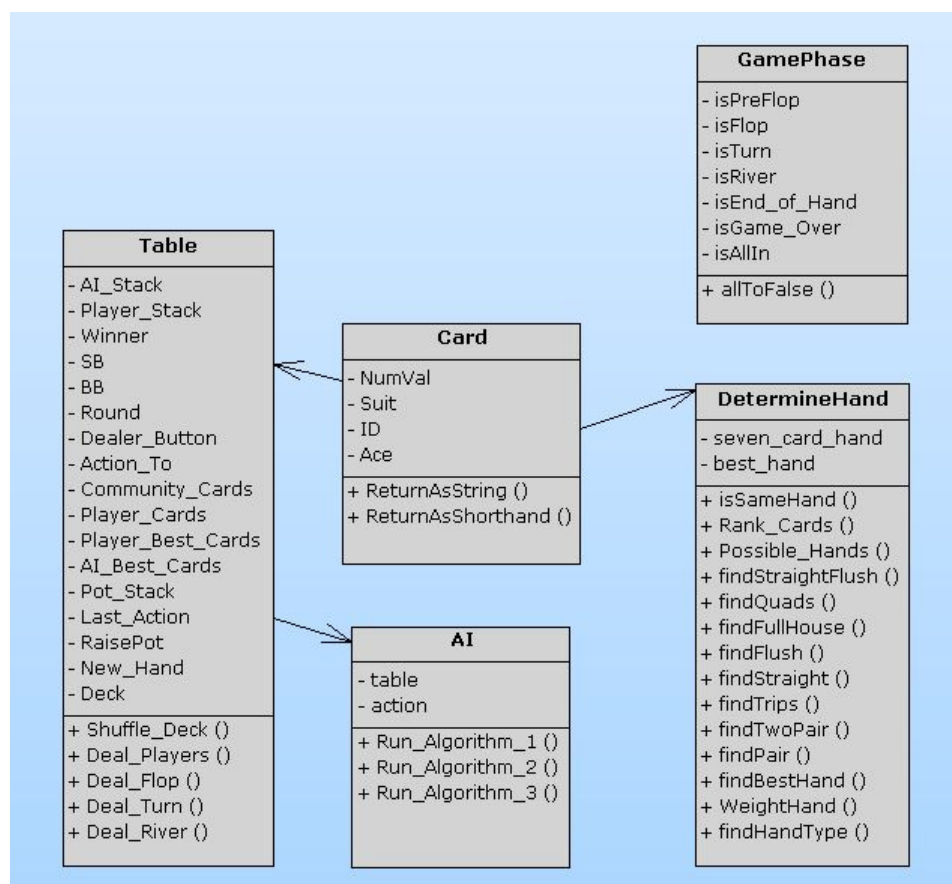 GamePhase
- isPreFlop
- isFlop
- isTurn
- isRiver
- isEnd_of_Hand
- isGame_Over
- isAllIn
+ allToFalse ()
Table
- AI_Stack
- Player_Stack
- Winner
- SB
- BB
- Round
- Dealer_Button
- Action_To
- Community_Cards
- Player_Cards
- Player_Best_Cards
- AI_Best_Cards
- Pot_Stack
- Last_Action
- RaisePot
- New_Hand
- Deck
+ Shuffle_Deck ()
+ Deal_Players ()
+ Deal_Flop ()
+ Deal_Turn ()
+ Deal_River ()
Card
- NumVal
- Suit
- ID
- Ace
+ ReturnAsString ()
+ ReturnAsShorthand ()
AI
- table
- action
+ Run_Algorithm_1 ()
+ Run_Algorithm_2 ()
+ Run_Algorithm_3 ()
DetermineHand
- seven_card_hand
- best_hand
+ isSameHand ()
+ Rank_Cards ()
+ Possible_Hands ()
+ findStraightFlush ()
+ findQuads ()
+ findFullHouse ()
+ findFlush ()
+ findStraight ()
+ findTrips ()
+ findTwoPair ()
+ findPair ()
+ findBestHand ()
+ WeightHand ()
+ findHandType ()